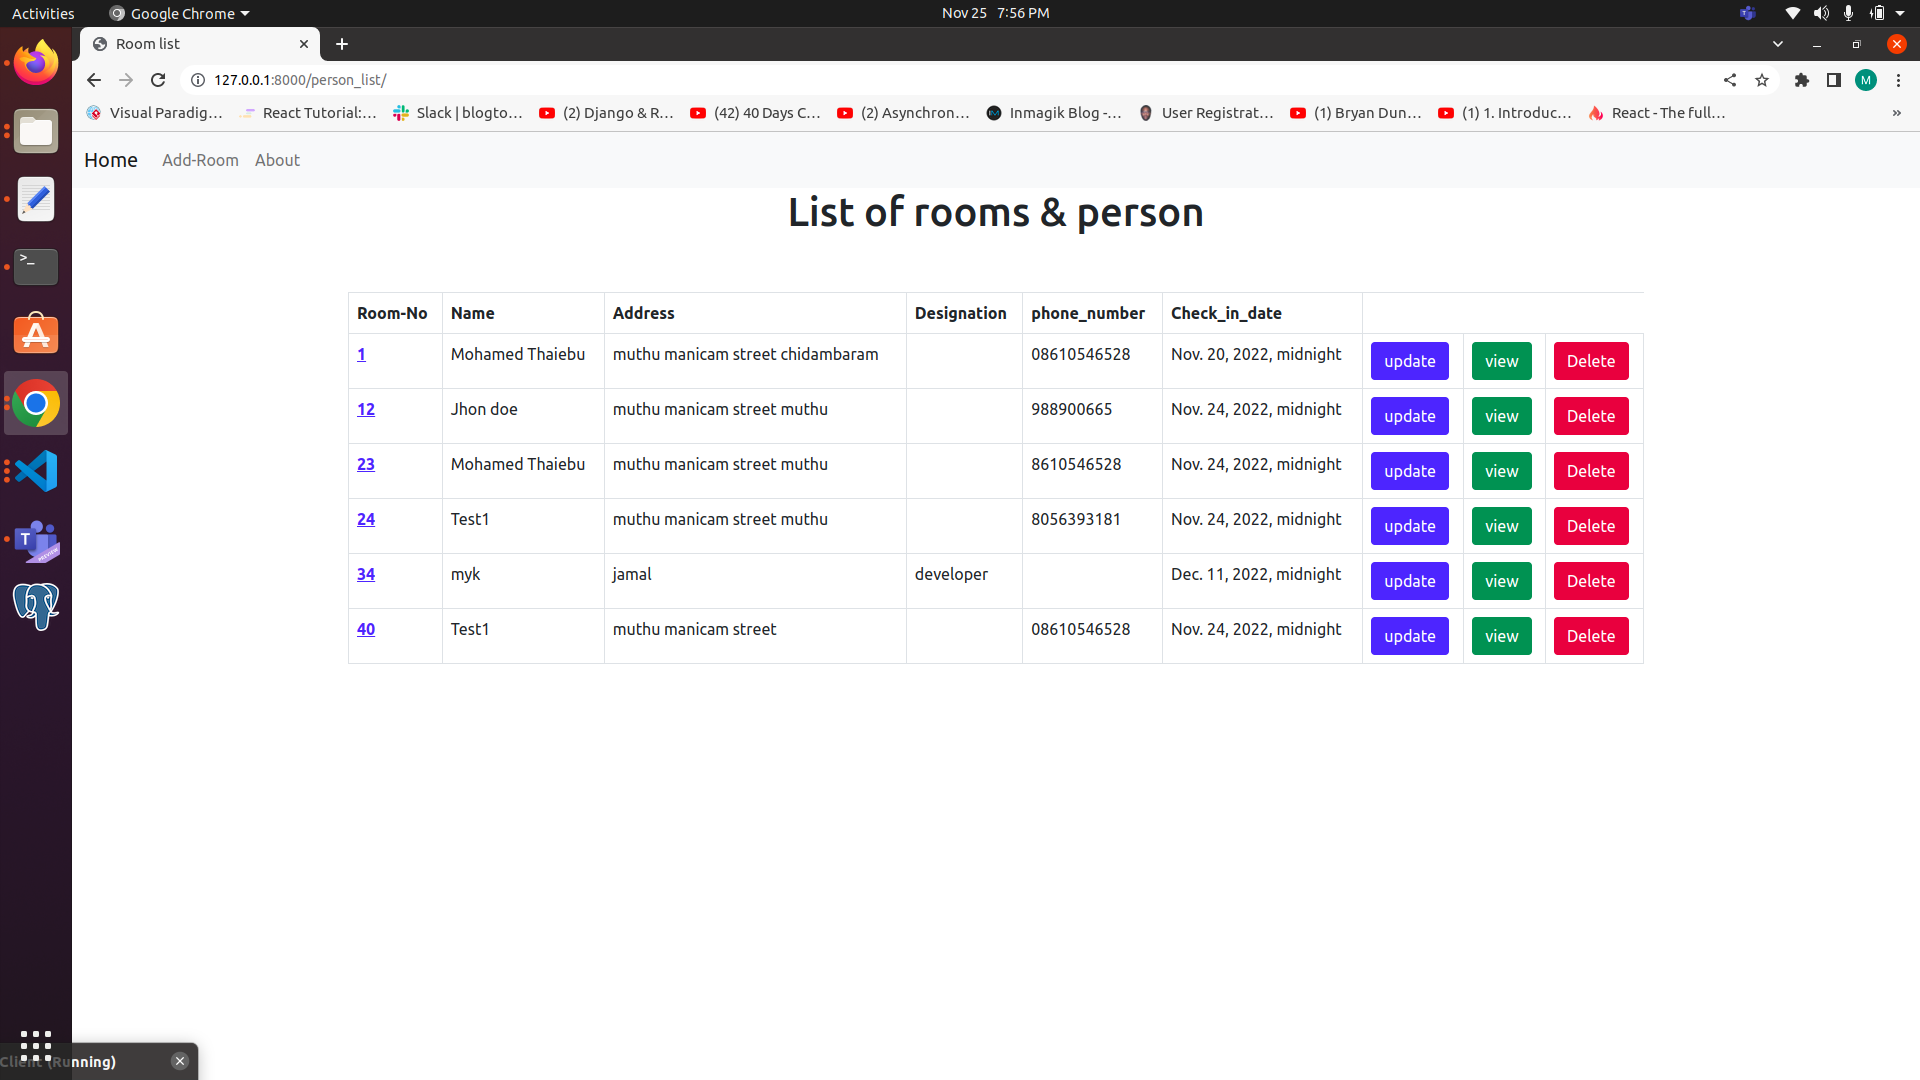 Activities Google Chrome Nov 25 7:56 PM
Room list
127.0.0.1:8000/person_list/ M
Visual Paradig... React Tutorial:... Slack | blogto... (2) Django & R... (42) 40 Days C... (2) Asynchron... Inmagik Blog -... User Registrat... (1) Bryan Dun... (1) 1. Introduc... React - The full... »
Home Add-Room About
List of rooms & person
Room-No Name Address Designation phone_number Check_in_date
1 Mohamed Thaiebu muthu manicam street chidambaram 08610546528 Nov. 20, 2022, midnight update view Delete
12 Jhon doe muthu manicam street muthu 988900665 Nov. 24, 2022, midnight update view Delete
23 Mohamed Thaiebu muthu manicam street muthu 8610546528 Nov. 24, 2022, midnight update view Delete
24 Test1 muthu manicam street muthu 8056393181 Nov. 24, 2022, midnight update view Delete
34 myk jamal developer Dec. 11, 2022, midnight update view Delete
40 Test1 muthu manicam street 08610546528 Nov. 24, 2022, midnight update view Delete
Client (Running)